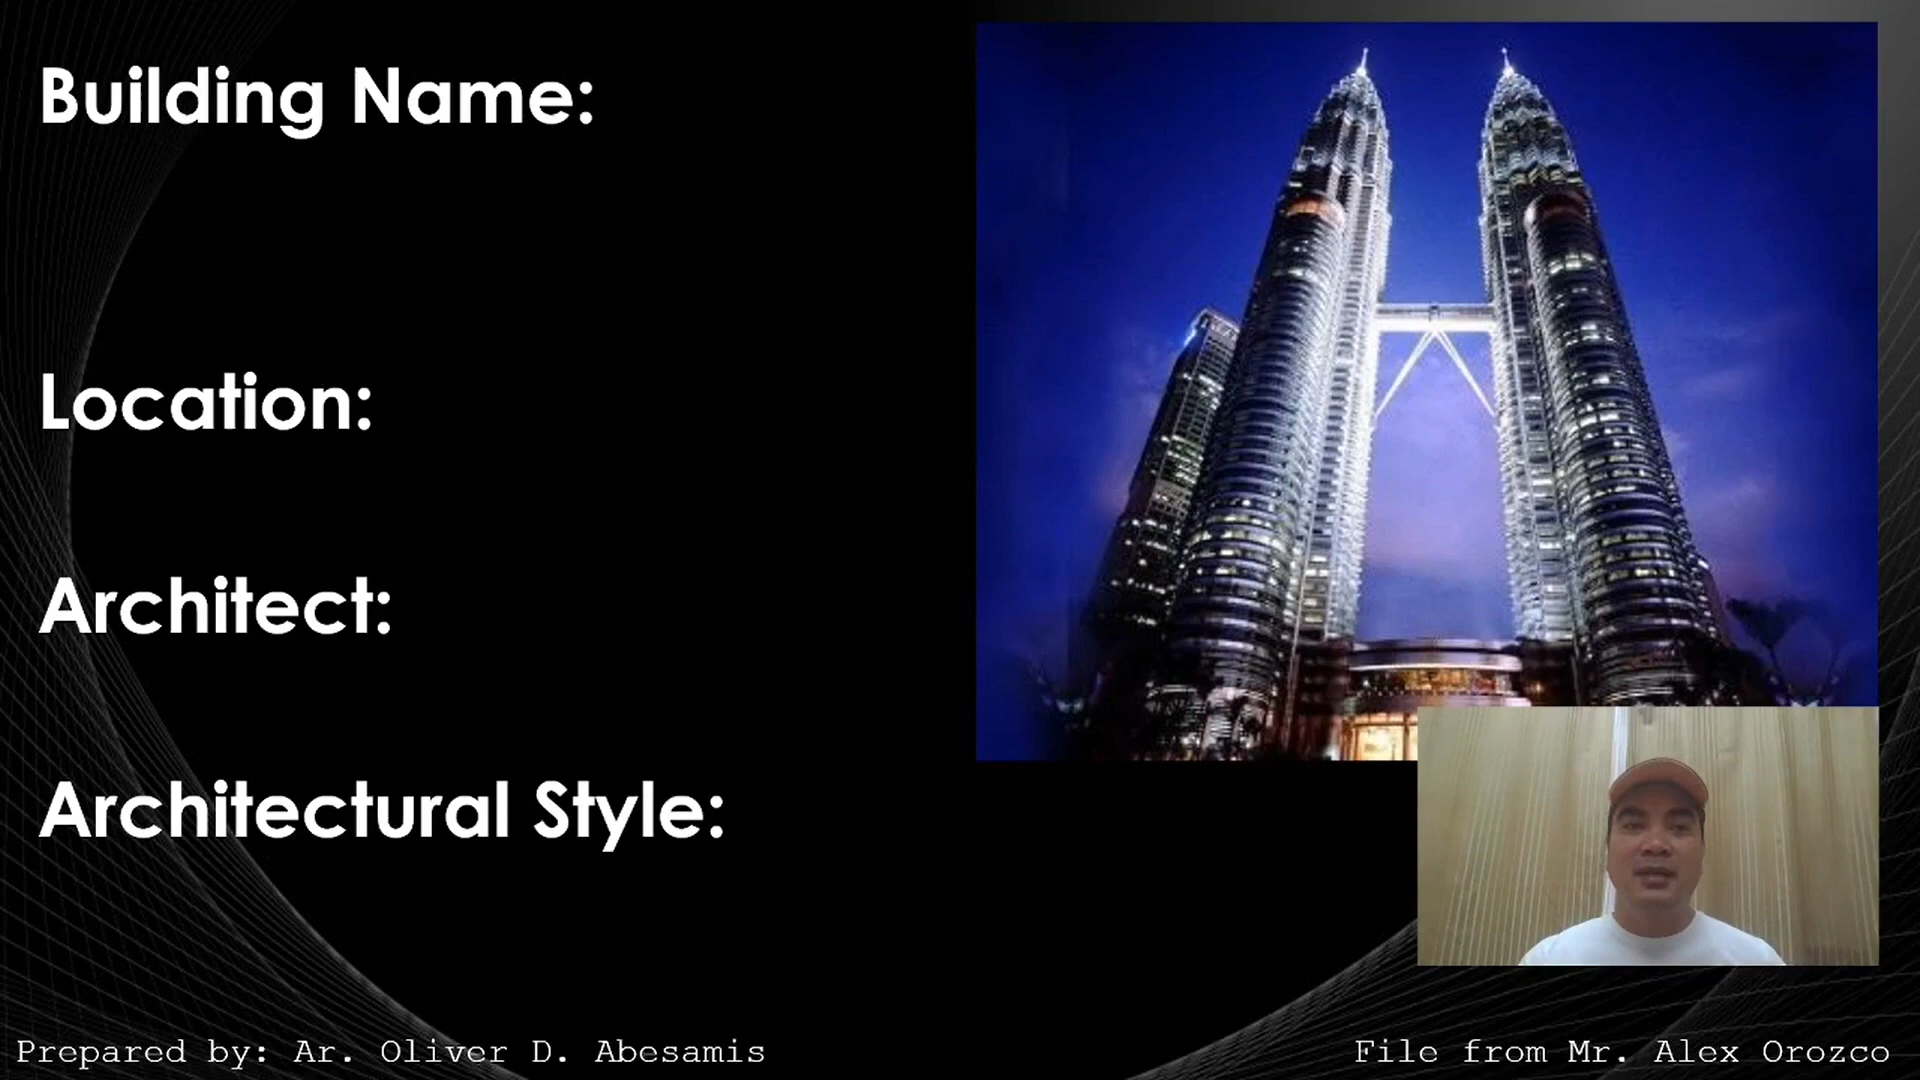 Building Name:
Location:
Architect:
Architectural Style:
Prepared by: Ar. Oliver D. Abesamis
File from Mr. Alex Orozco